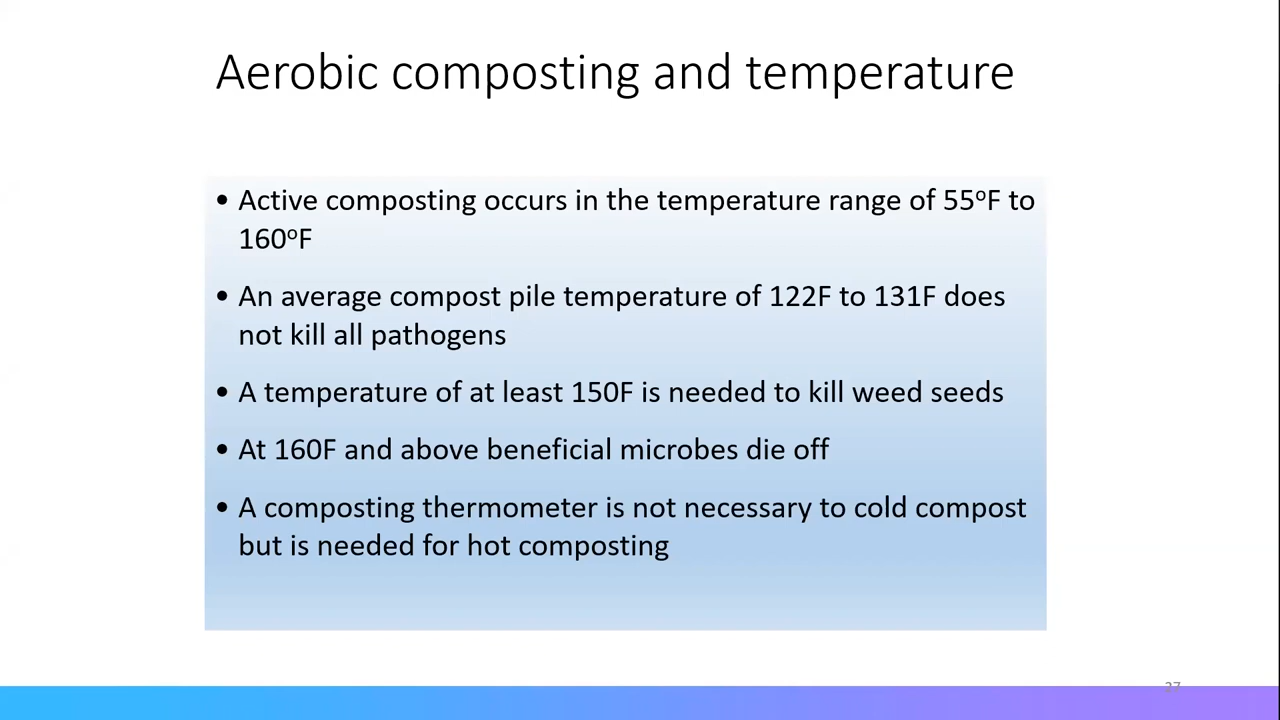 Aerobic composting and temperature
• Active composting occurs in the temperature range of 55ºF to
160ºF
• An average compost pile temperature of 122F to 131F does
not kill all pathogens
• A temperature of at least 150F is needed to kill weed seeds
• At 160F and above beneficial microbes die off
• A composting thermometer is not necessary to cold compost
but is needed for hot composting
27